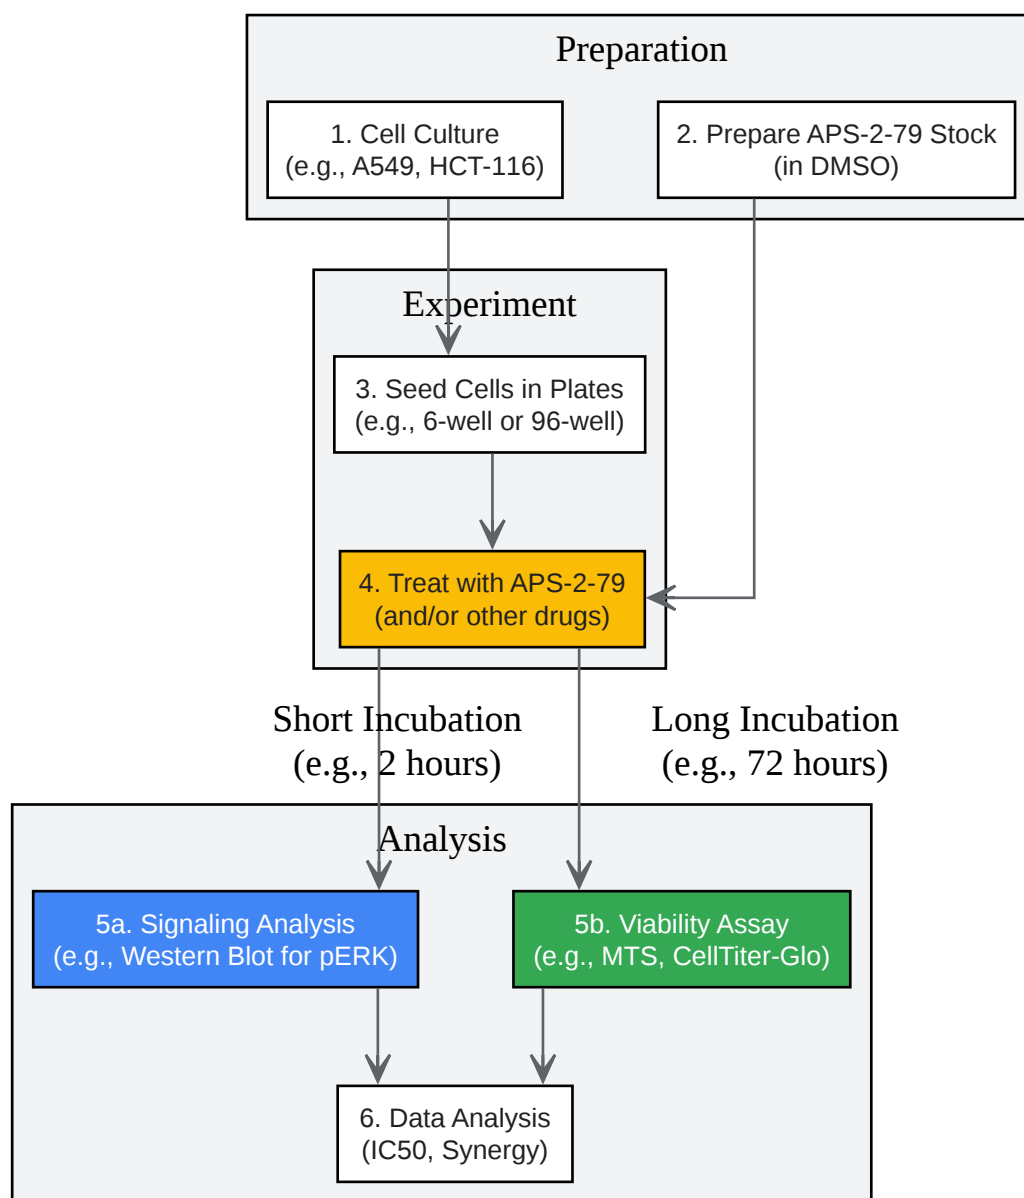 Preparation
1. Cell Culture
(e.g., A549, HCT-116)
2. Prepare APS-2-79 Stock
(in DMSO)
Experiment
3. Seed Cells in Plates
(e.g., 6-well or 96-well)
4. Treat with APS-2-79
(and/or other drugs)
Short Incubation
(e.g., 2 hours)
Long Incubation
(e.g., 72 hours)
Analysis
5a. Signaling Analysis
(e.g., Western Blot for pERK)
5b. Viability Assay
(e.g., MTS, CellTiter-Glo)
6. Data Analysis
(IC50, Synergy)